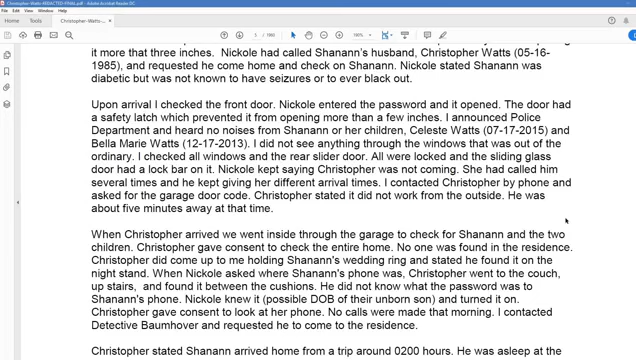 Christopher-Watts-REDACTED-FINAL.pdf - Adobe Acrobat Reader DC
File Edit View Window Help
Home Tools Christopher-Watts-... ×
5 / 1960 160%
it more that three inches. Nickole had called Shanann's husband, Christopher Watts (05-16-
1985), and requested he come home and check on Shanann. Nickole stated Shanann was
diabetic but was not known to have seizures or to ever black out.
Upon arrival I checked the front door. Nickole entered the password and it opened. The door had
a safety latch which prevented it from opening more than a few inches. I announced Police
Department and heard no noises from Shanann or her children, Celeste Watts (07-17-2015) and
Bella Marie Watts (12-17-2013). I did not see anything through the windows that was out of the
ordinary. I checked all windows and the rear slider door. All were locked and the sliding glass
door had a lock bar on it. Nickole kept saying Christopher was not coming. She had called him
several times and he kept giving her different arrival times. I contacted Christopher by phone and
asked for the garage door code. Christopher stated it did not work from the outside. He was
about five minutes away at that time.
When Christopher arrived we went inside through the garage to check for Shanann and the two
children. Christopher gave consent to check the entire home. No one was found in the residence.
Christopher did come up to me holding Shanann's wedding ring and stated he found it on the
night stand. When Nickole asked where Shanann's phone was, Christopher went to the couch,
up stairs, and found it between the cushions. He did not know what the password was to
Shanann's phone. Nickole knew it (possible DOB of their unborn son) and turned it on.
Christopher gave consent to look at her phone. No calls were made that morning. I contacted
Detective Baumhover and requested he to come to the residence.
Christopher stated Shanann arrived home from a trip around 0200 hours. He was asleep at the